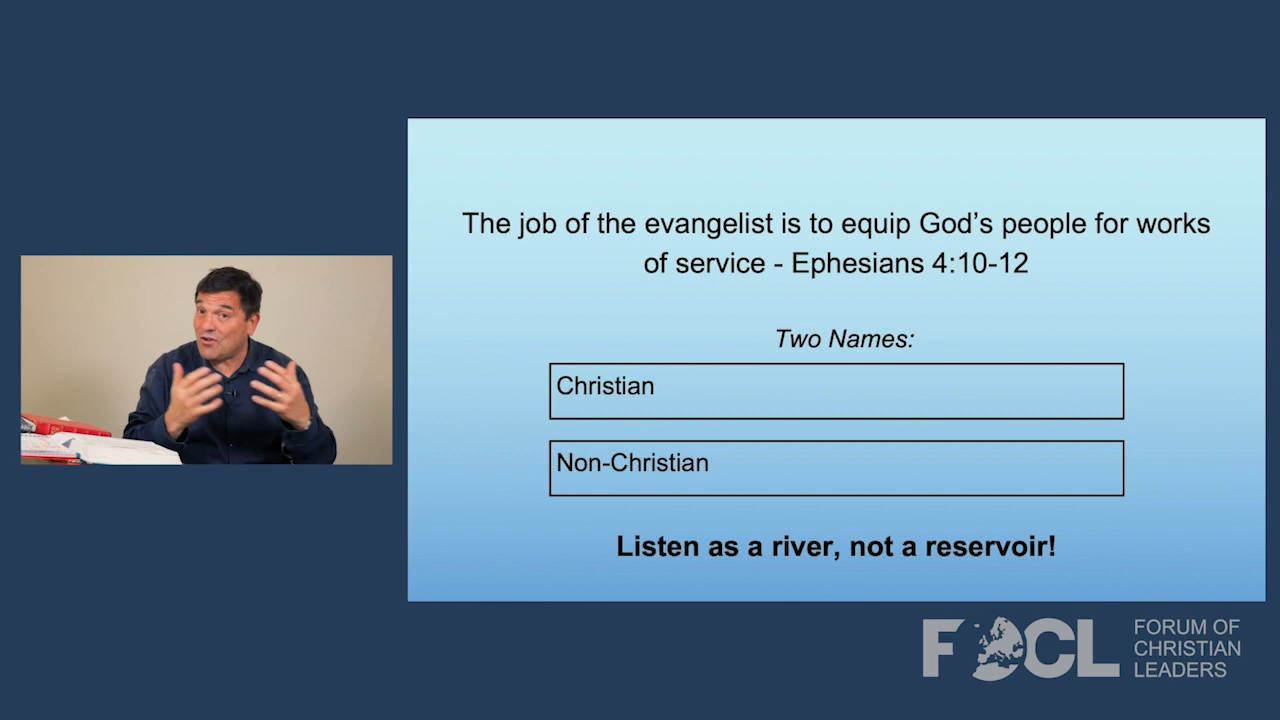 The job of the evangelist is to equip God’s people for works
of service - Ephesians 4:10-12
Two Names:
Christian
Non-Christian
Listen as a river, not a reservoir!
FOCL
FORUM OF
CHRISTIAN
LEADERS